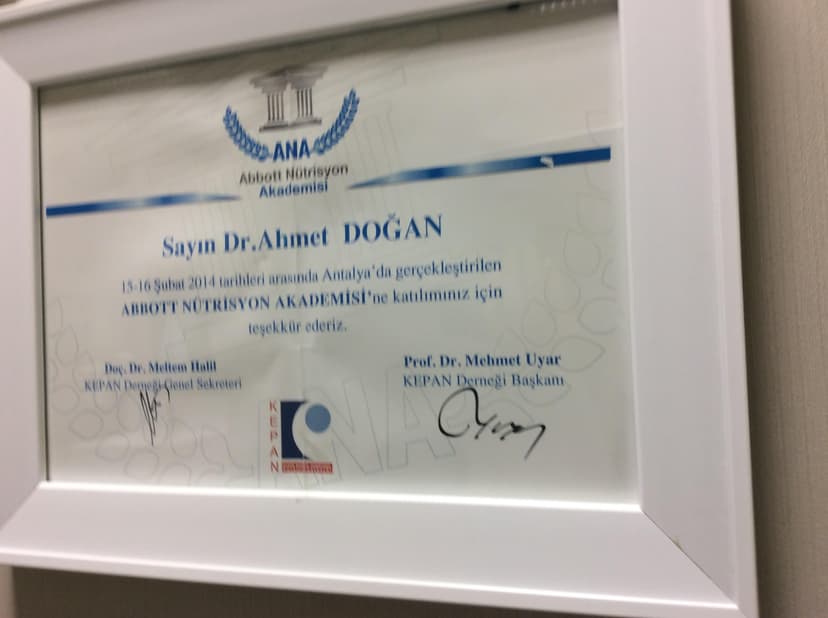 ANA
Abbott Nütrisyon
Akademisi
Sayın Dr.Ahmet DOĞAN
15-16 Şubat 2014 tarihleri arasında Antalya'da gerçekleştirilen
ABBOTT NÜTRİSYON AKADEMİSİ'ne katılımınız için
teşekkür ederiz.
Doç. Dr. Meltem Halil
KEPAN Derneği Genel Sekreteri
Prof. Dr. Mehmet Uyar
KEPAN Derneği Başkanı
KEPAN
ANA